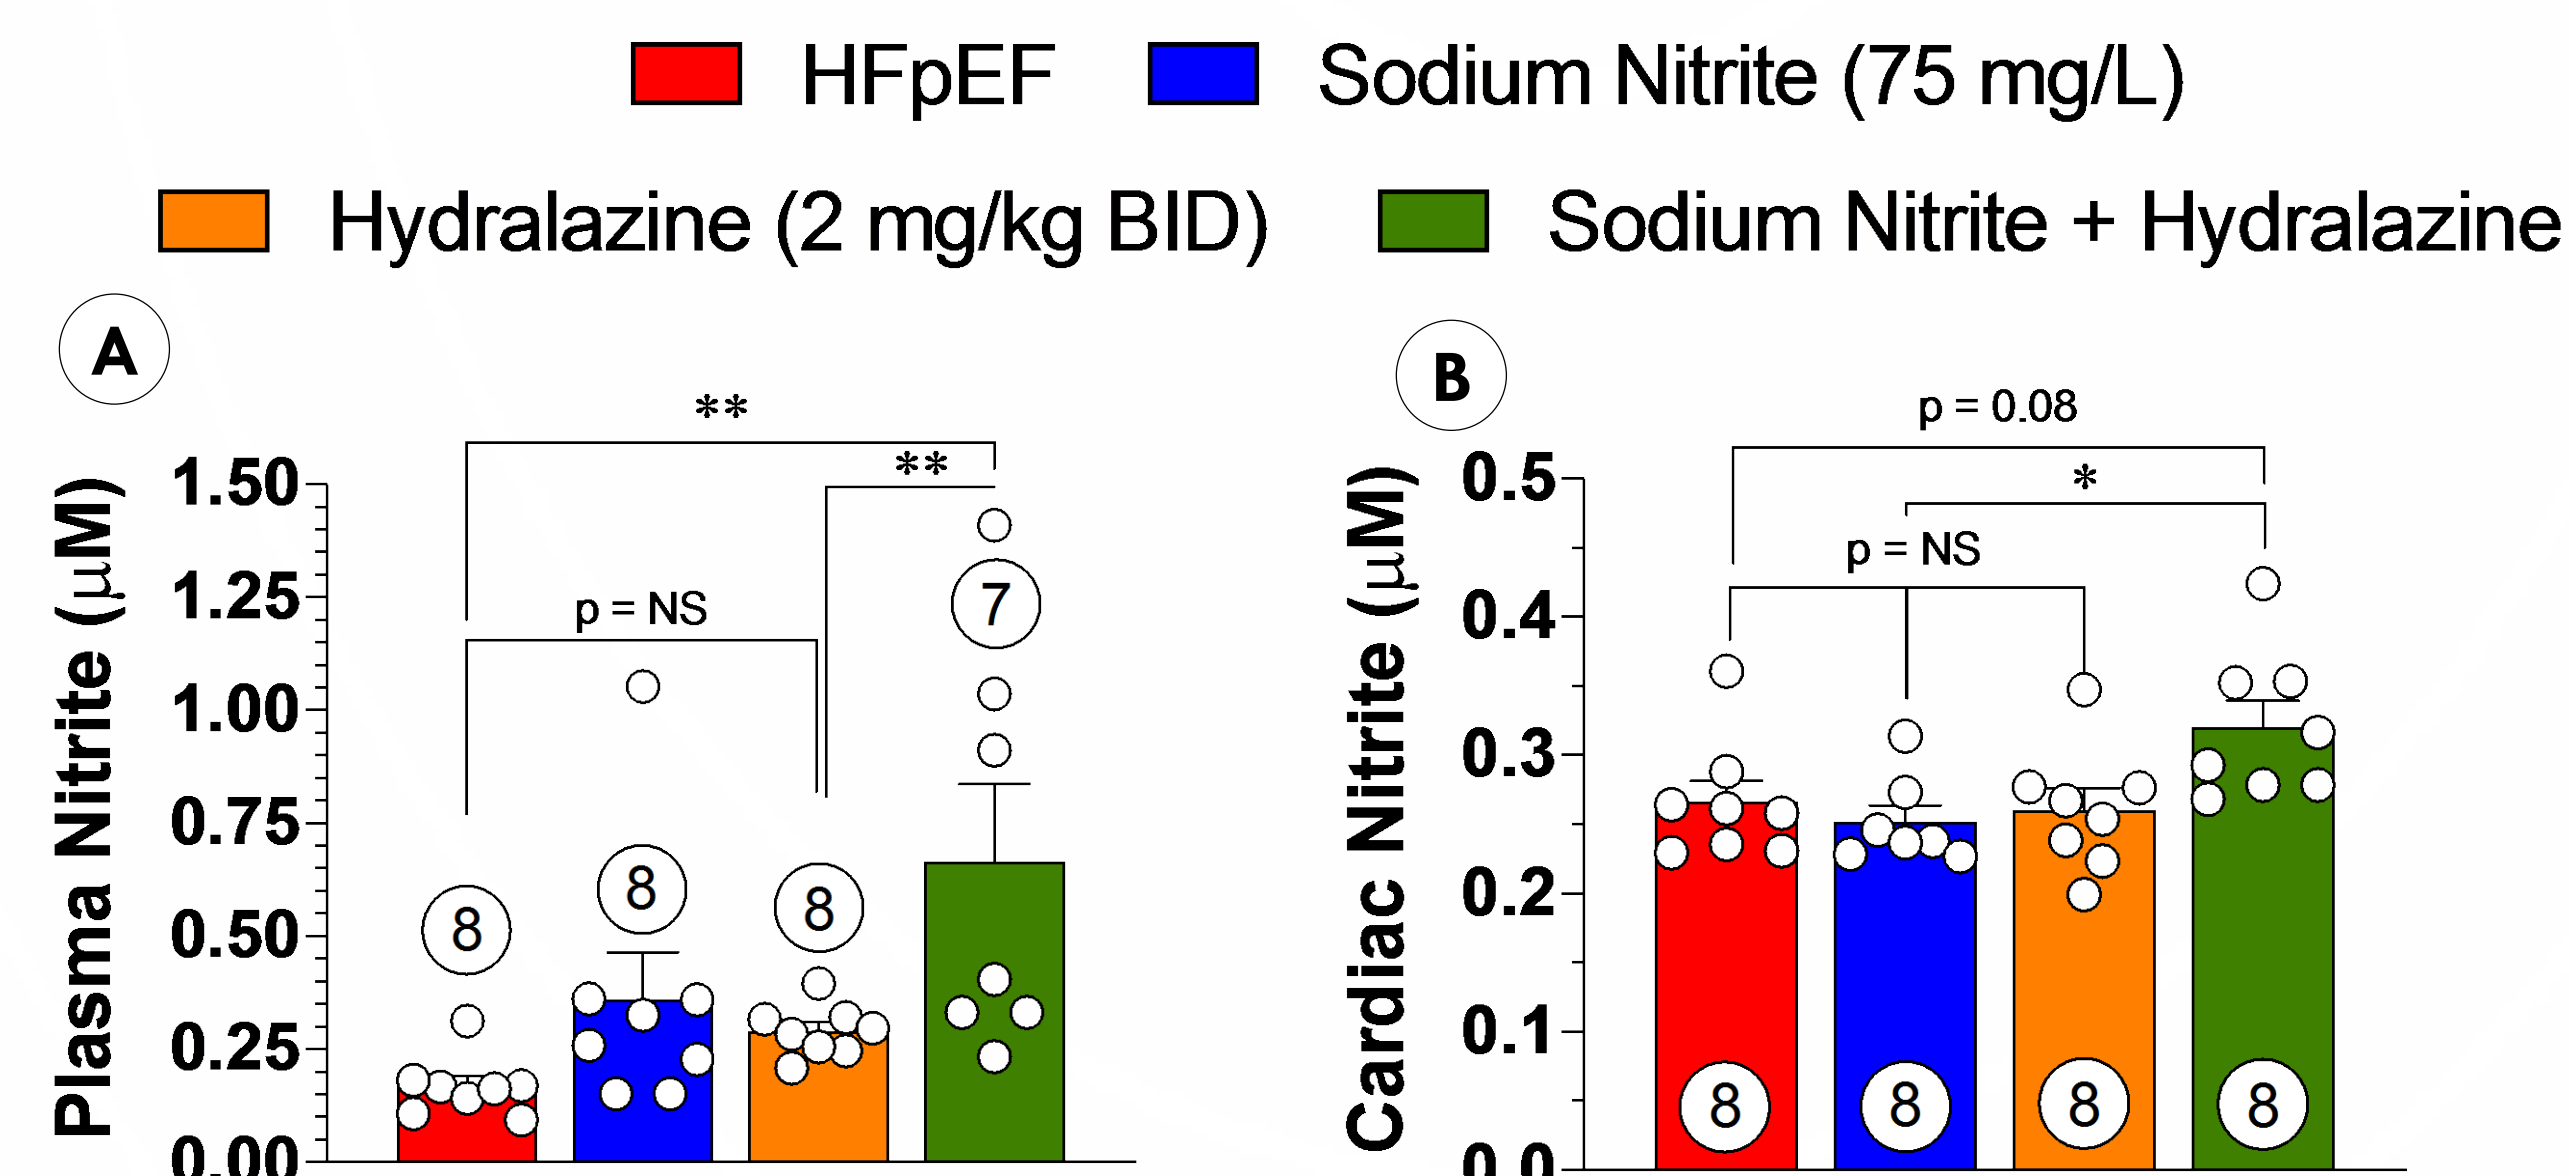 HFpEF Sodium Nitrite (75 mg/L)
Hydralazine (2 mg/kg BID) Sodium Nitrite + Hydralazine
A
**
**
p = NS
Plasma Nitrite (μM)
1.50
1.25
1.00
0.75
0.50
0.25
0.00
8
8
8
7
B
p = 0.08
*
p = NS
Cardiac Nitrite (μM)
0.5
0.4
0.3
0.2
0.1
0.0
8
8
8
8